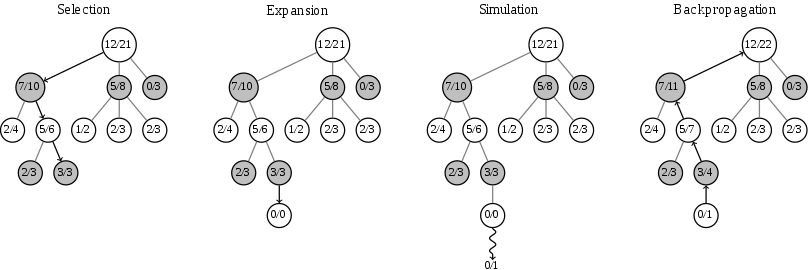 Selection Expansion Simulation Backpropagation
12/21 12/21 12/21 12/22
7/10 5/8 0/3 7/10 5/8 0/3 7/10 5/8 0/3 7/11 5/8 0/3
2/4 5/6 1/2 2/3 2/3 2/4 5/6 1/2 2/3 2/3 2/4 5/6 1/2 2/3 2/3 2/4 5/7 1/2 2/3 2/3
2/3 3/3 2/3 3/3 2/3 3/3 2/3 3/4
0/0 0/0 0/1
0/1